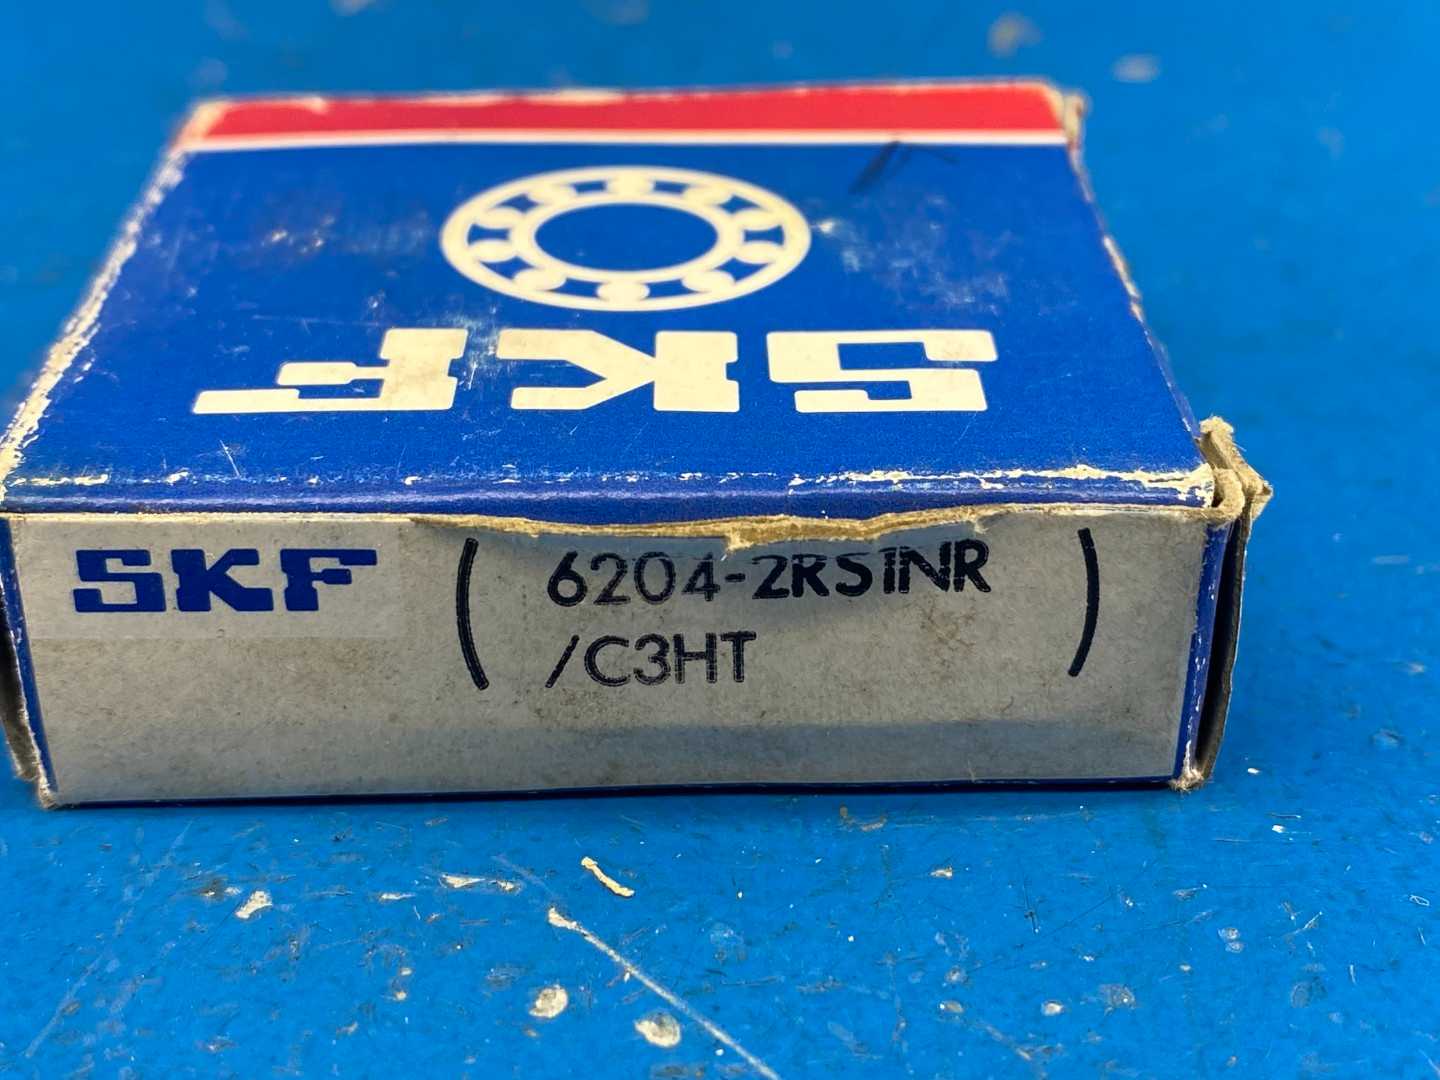 SKF
SKF
( 6204-2RS1NR
/C3HT )